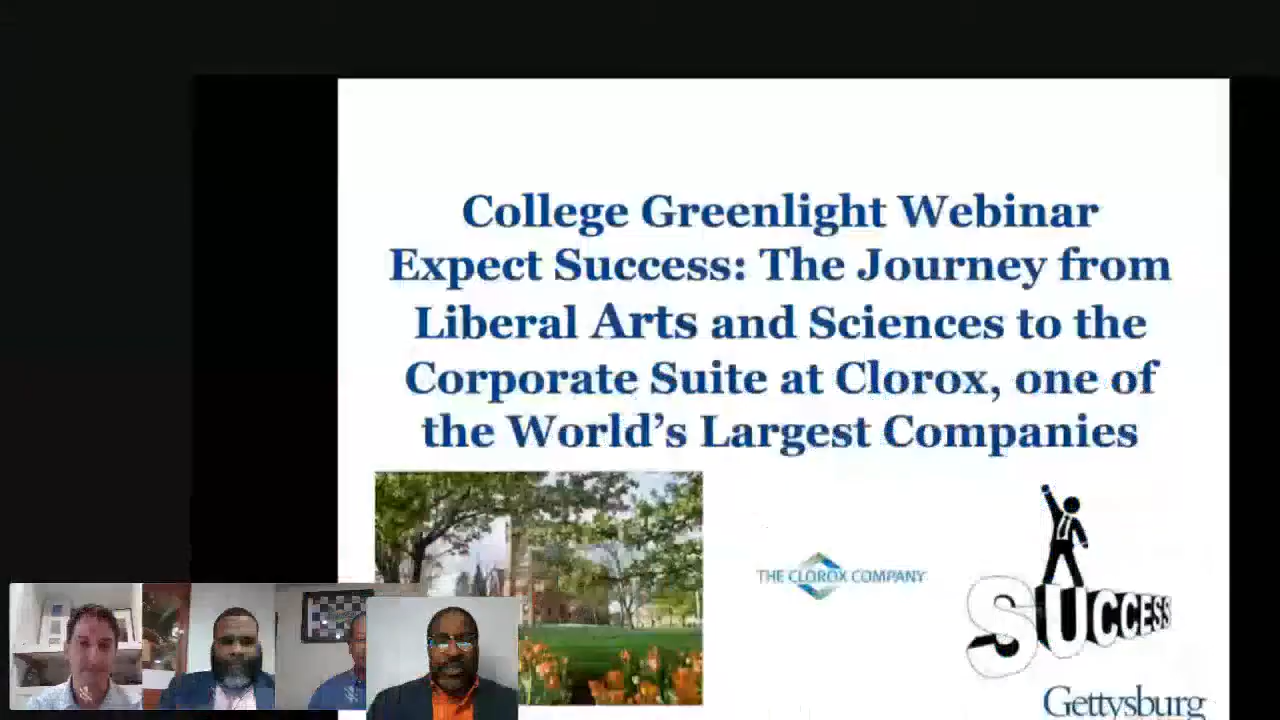 College Greenlight Webinar
Expect Success: The Journey from
Liberal Arts and Sciences to the
Corporate Suite at Clorox, one of
the World's Largest Companies
THE CLOROX COMPANY
SUCCESS
Gettysburg